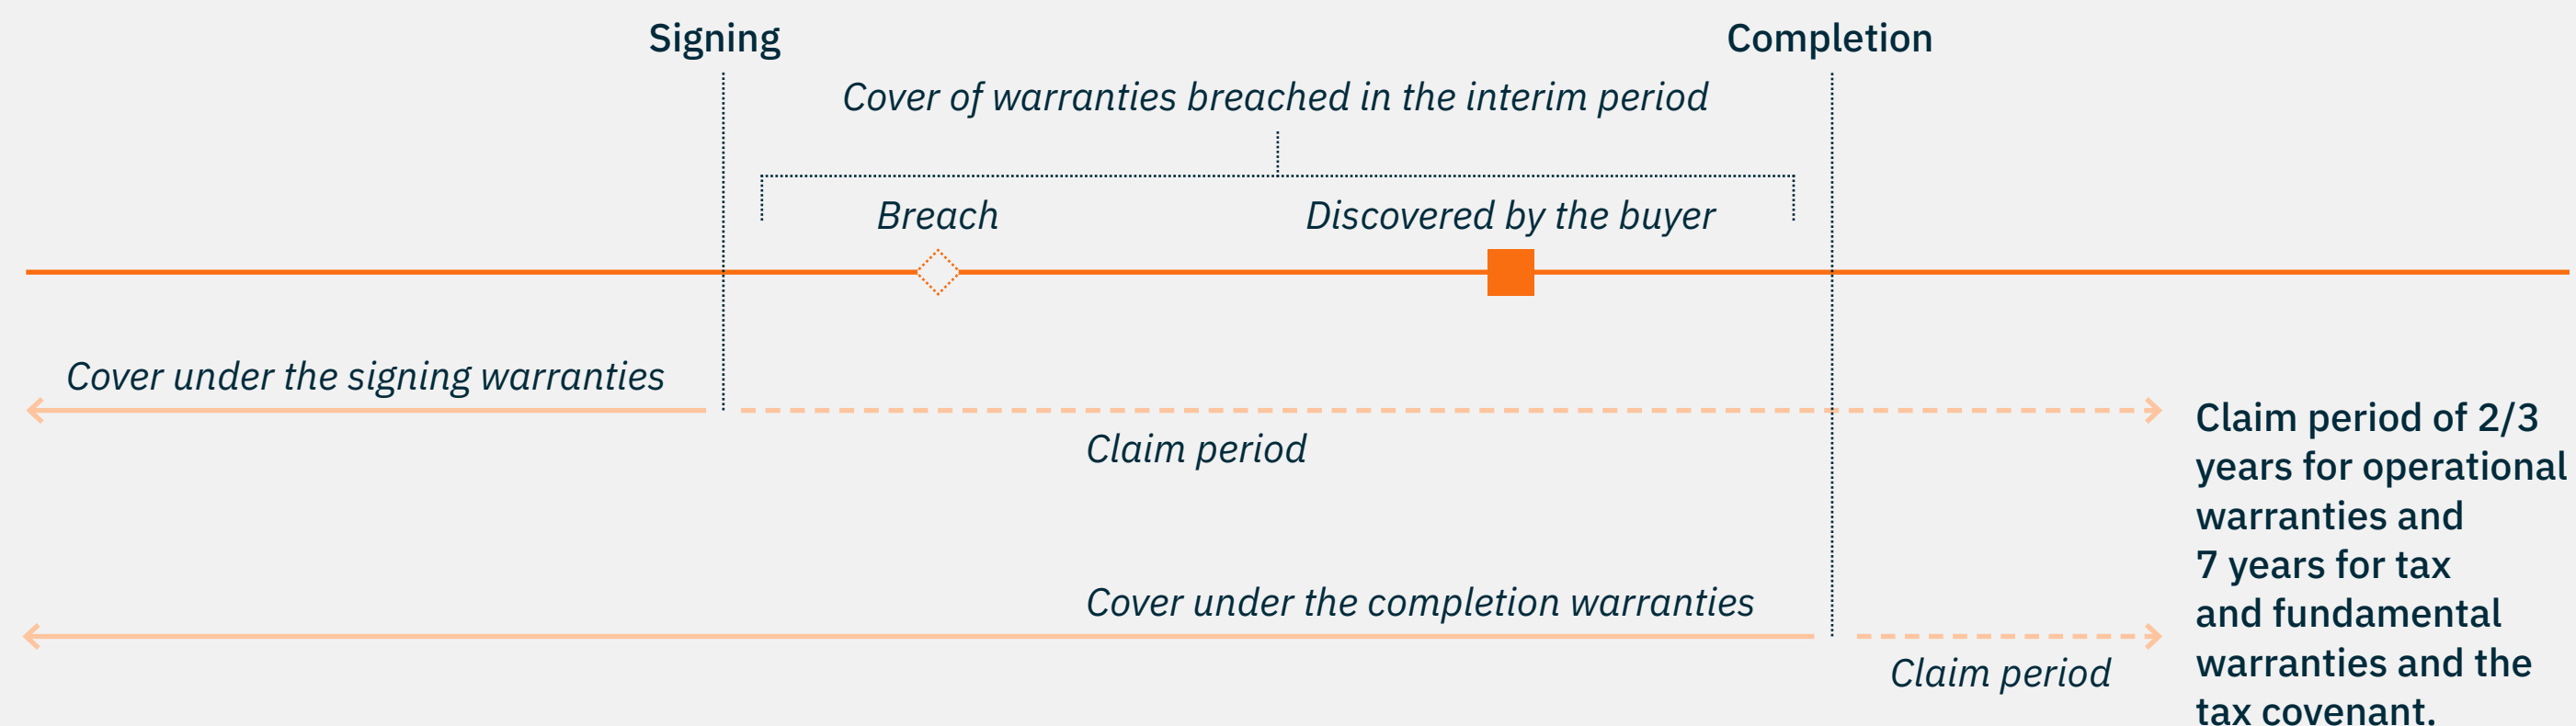 Signing
Completion
Cover of warranties breached in the interim period
Breach
Discovered by the buyer
Cover under the signing warranties
Claim period
Claim period of 2/3
years for operational
warranties and
7 years for tax
and fundamental
warranties and the
tax covenant.
Cover under the completion warranties
Claim period